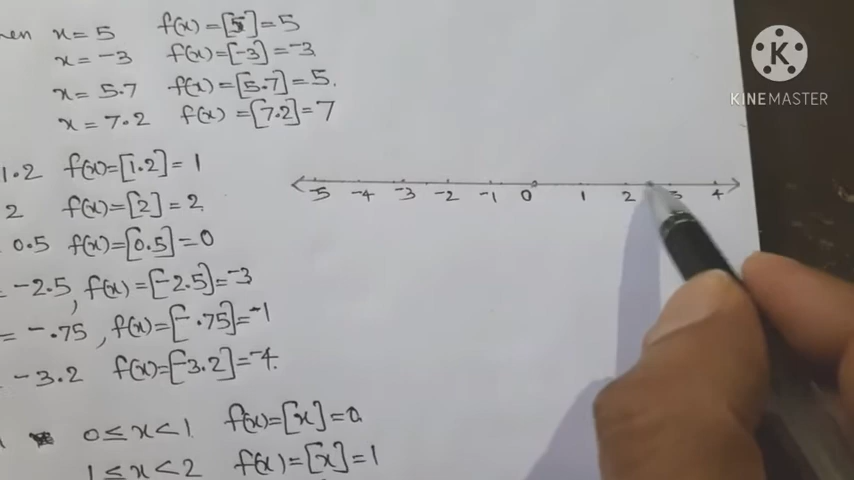 hen x = 5 f(x) = [5] = 5
x = -3 f(x) = [-3] = -3
x = 5.7 f(x) = [5.7] = 5.
x = 7.2 f(x) = [7.2] = 7
1.2 f(x) = [1.2] = 1
2 f(x) = [2] = 2
0.5 f(x) = [0.5] = 0
= -2.5, f(x) = [-2.5] = -3
= -.75, f(x) = [-.75] = -1
- 3.2 f(x) = [-3.2] = -4.
0 ≤ x < 1 f(x) = [x] = 0
1 ≤ x < 2 f(x) = [x] = 1
-5 -4 -3 -2 -1 0 1 2 3 4
K
KINEMASTER